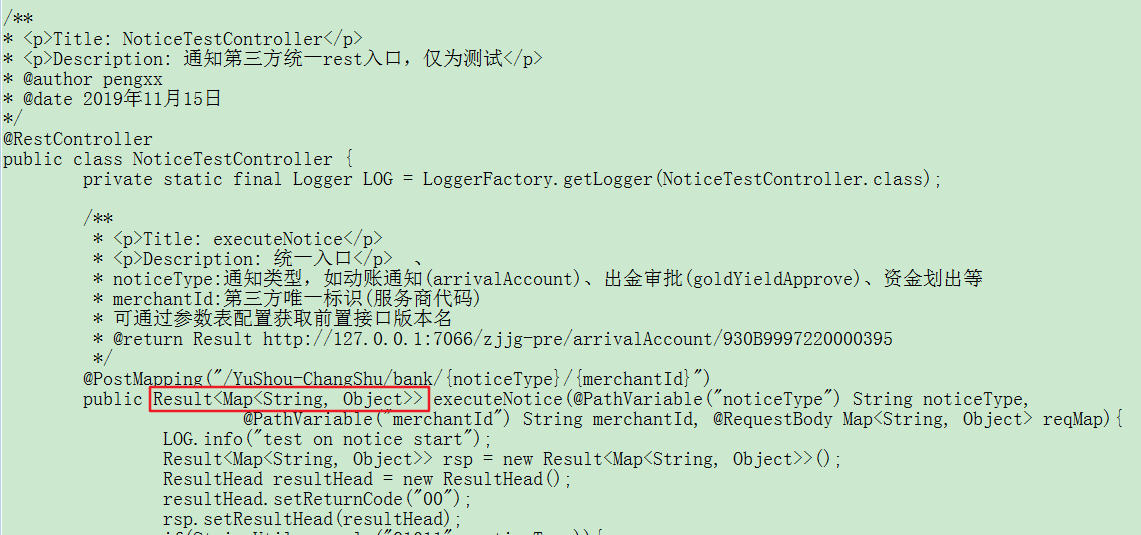 /**
* <p>Title: NoticeTestController</p>
* <p>Description: 通知第三方统一rest入口，仅为测试</p>
* @author pengxx
* @date 2019年11月15日
*/
@RestController
public class NoticeTestController {
private static final Logger LOG = LoggerFactory.getLogger(NoticeTestController.class);
/**
* <p>Title: executeNotice</p>
* <p>Description: 统一入口</p> 、
* noticeType:通知类型，如动账通知(arrivalAccount)、出金审批(goldYieldApprove)、资金划出等
* merchantId:第三方唯一标识(服务商代码)
* 可通过参数表配置获取前置接口版本名
* @return Result http://127.0.0.1:7066/zjjg-pre/arrivalAccount/930B9997220000395
*/
@PostMapping("/YuShou-ChangShu/bank/{noticeType}/{merchantId}")
public Result<Map<String, Object>> executeNotice(@PathVariable("noticeType") String noticeType,
@PathVariable("merchantId") String merchantId, @RequestBody Map<String, Object> reqMap){
LOG.info("test on notice start");
Result<Map<String, Object>> rsp = new Result<Map<String, Object>>();
ResultHead resultHead = new ResultHead();
resultHead.setReturnCode("00");
rsp.setResultHead(resultHead);